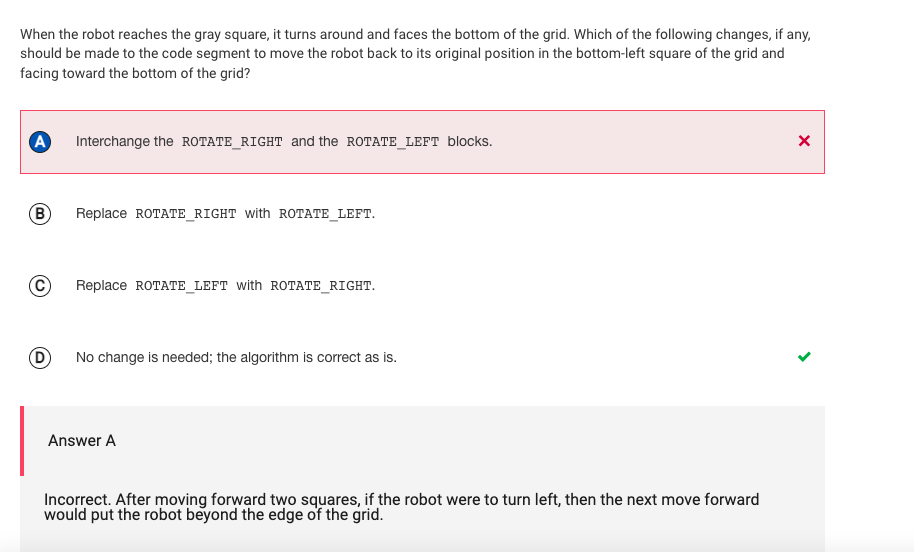 When the robot reaches the gray square, it turns around and faces the bottom of the grid. Which of the following changes, if any,
should be made to the code segment to move the robot back to its original position in the bottom-left square of the grid and
facing toward the bottom of the grid?
A Interchange the ROTATE_RIGHT and the ROTATE_LEFT blocks.
B Replace ROTATE_RIGHT with ROTATE_LEFT.
C Replace ROTATE_LEFT with ROTATE_RIGHT.
D No change is needed; the algorithm is correct as is.
Answer A
Incorrect. After moving forward two squares, if the robot were to turn left, then the next move forward
would put the robot beyond the edge of the grid.